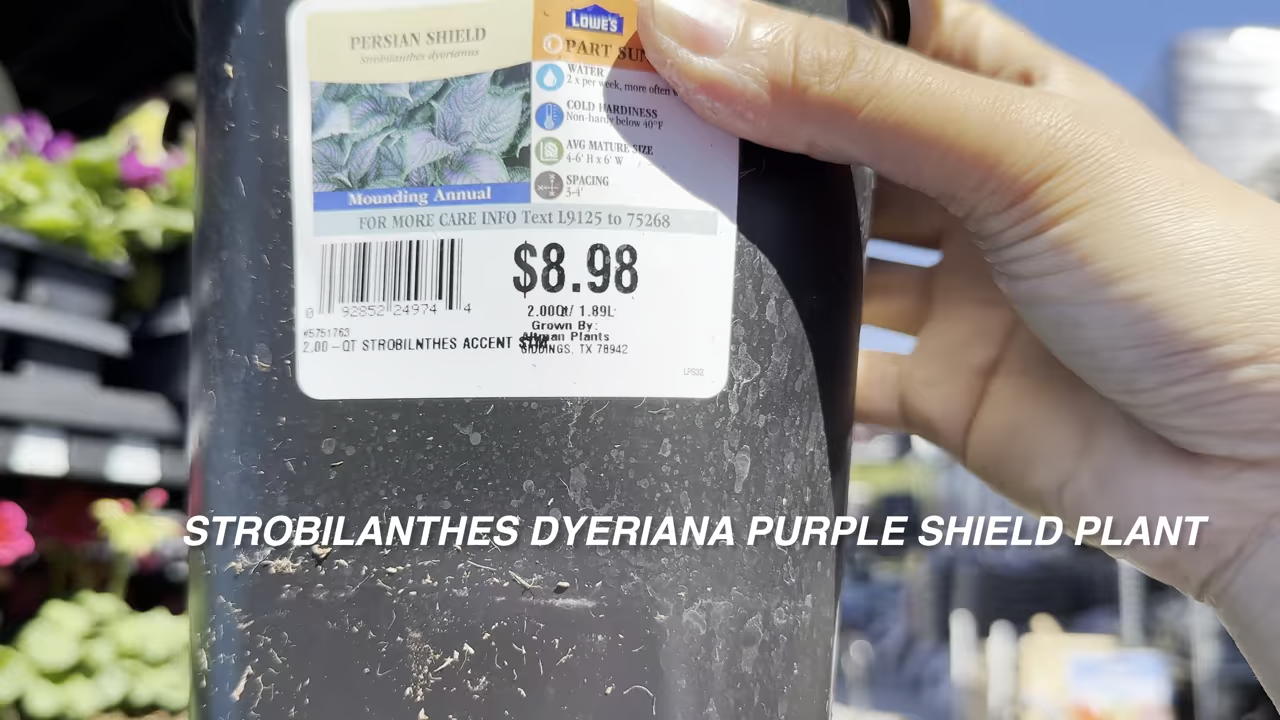 PERSIAN SHIELD
Strobilanthes dyerianus
Mounding Annual
LOWE'S
PART SUN
WATER
2 x per week, more often
COLD HARDINESS
Non-hardy below 40°F
AVG MATURE SIZE
4-6' H x 6' W
SPACING
3-4'
FOR MORE CARE INFO Text L9125 to 75268
0 92852 24974 4
$8.98
2.00Qt/ 1.89L
Grown By:
Altman Plants
GIDDINGS, TX 78942
#5751763
2.00-QT STROBILNTHES ACCENT
LPS32
STROBILANTHES DYERIANA PURPLE SHIELD PLANT